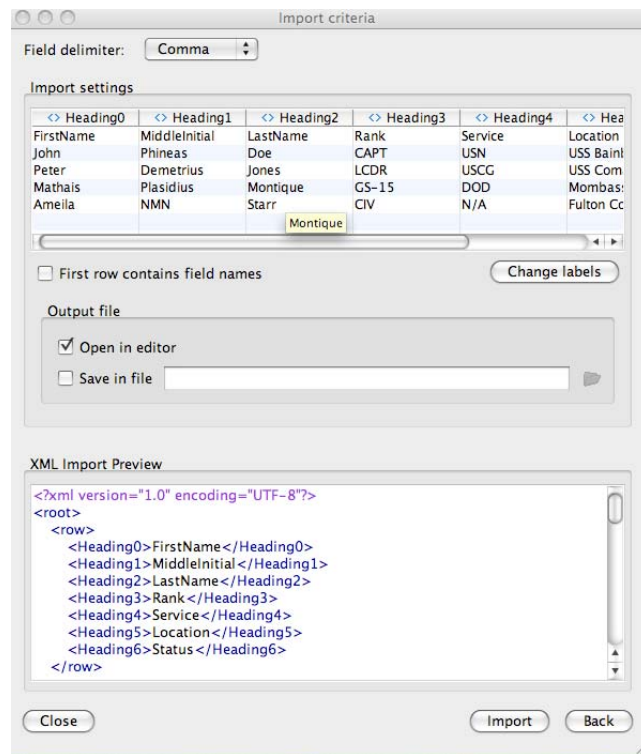 Import criteria
Field delimiter: Comma
Import settings
<> Heading0 <> Heading1 <> Heading2 <> Heading3 <> Heading4 <> Hea
FirstName MiddleInitial LastName Rank Service Location
John Phineas Doe CAPT USN USS Bainl
Peter Demetrius Jones LCDR USCG USS Com
Mathais Plasidius Montique GS-15 DOD Mombas
Ameila NMN Starr CIV N/A Fulton Co
Montique
First row contains field names Change labels
Output file
Open in editor
Save in file
XML Import Preview
<?xml version="1.0" encoding="UTF-8"?>
<root>
<row>
<Heading0>FirstName</Heading0>
<Heading1>MiddleInitial</Heading1>
<Heading2>LastName</Heading2>
<Heading3>Rank</Heading3>
<Heading4>Service</Heading4>
<Heading5>Location</Heading5>
<Heading6>Status</Heading6>
</row>
Close Import Back